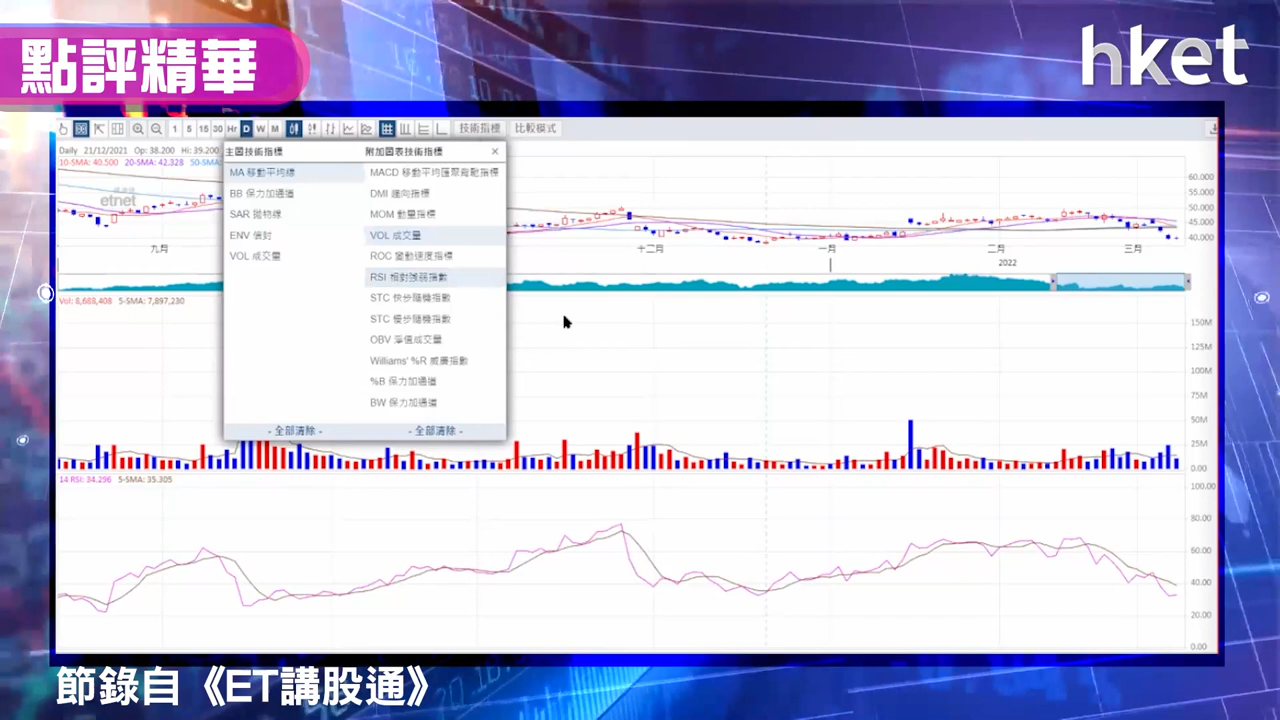 點評精華
hket
1 5 15 30 Hr D W M
技術指標 比較模式
Daily 21/12/2021 Op: 38.200 Hi: 39.200
10-SMA: 40.500 20-SMA: 42.328 50-SMA:
etnet
主圖技術指標 附加圖表技術指標
MA 移動平均線
BB 保力加通道
SAR 拋物線
ENV 信封
VOL 成交量
- 全部清除 -
MACD 移動平均匯聚背馳指標
DMI 動向指標
MOM 動量指標
VOL 成交量
ROC 變動速度指標
RSI 相對強弱指數
STC 快步隨機指數
STC 慢步隨機指數
OBV 淨值成交量
Williams' %R 威廉指數
%B 保力加通道
BW 保力加通道
- 全部清除 -
60.000
55.000
50.000
45.000
40.000
九月 十二月 一月 二月 三月
2022
Vol: 8,688,408 5-SMA: 7,897,230
150M
125M
100M
75M
50M
25M
0.00
14 RSI: 34.296 5-SMA: 35.305
100.00
80.00
60.00
40.00
20.00
0.00
節錄自《ET講股通》